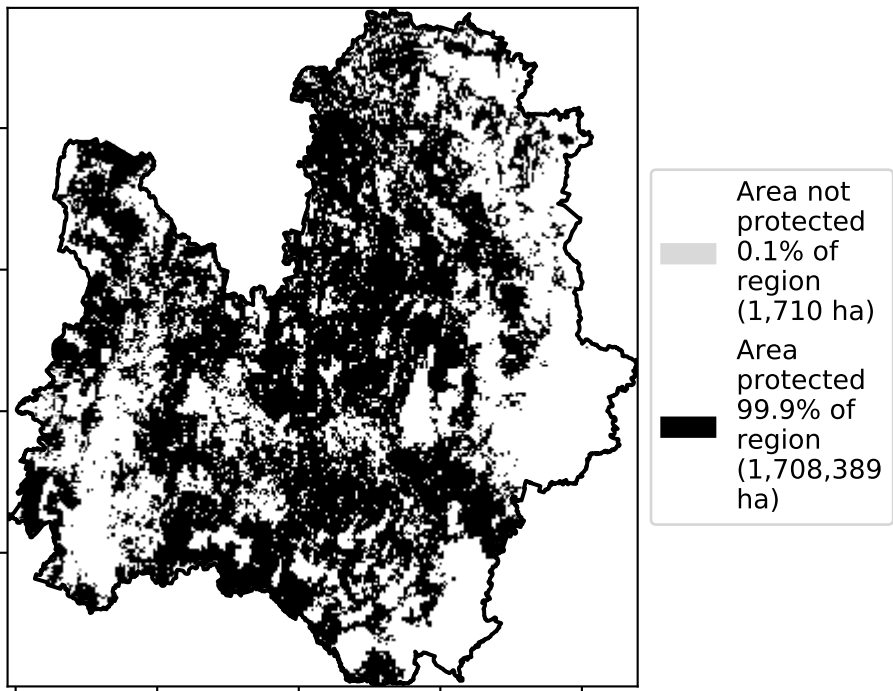 Area not
protected
0.1% of
region
(1,710 ha)
Area
protected
99.9% of
region
(1,708,389
ha)